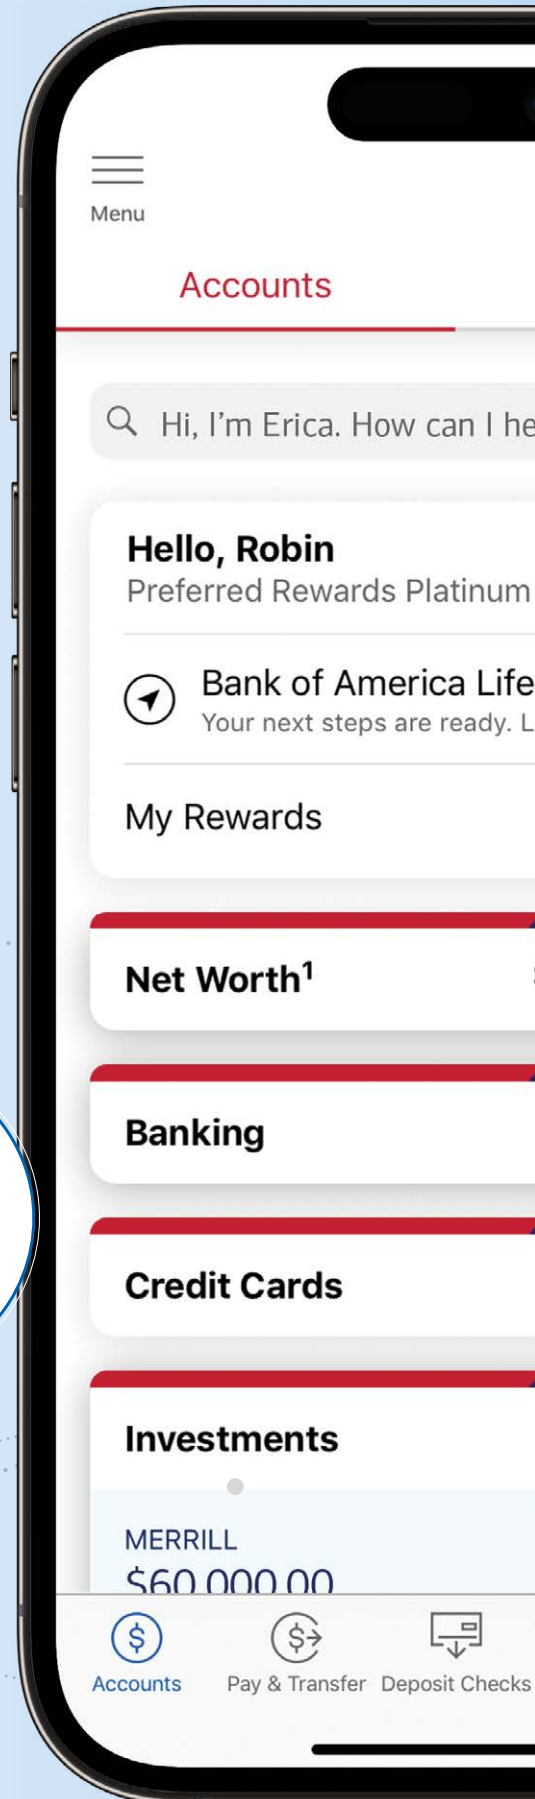 Menu
Accounts
Hi, I'm Erica. How can I he
Hello, Robin
Preferred Rewards Platinum
Bank of America Life
Your next steps are ready. L
My Rewards
Net Worth¹
Banking
Credit Cards
Investments
MERRILL
$60,000.00
Accounts Pay & Transfer Deposit Checks